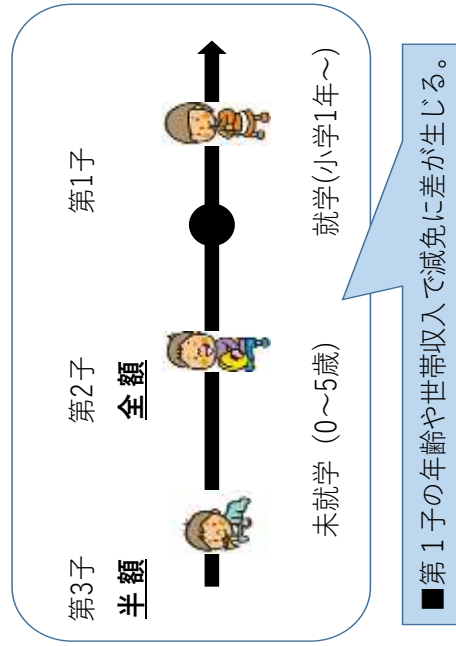 第3子 第2子 第1子
半 額 全 額
未就学（0～5歳） 就学(小学1年～)
■第１子の年齢や世帯収入で減免に差が生じる。